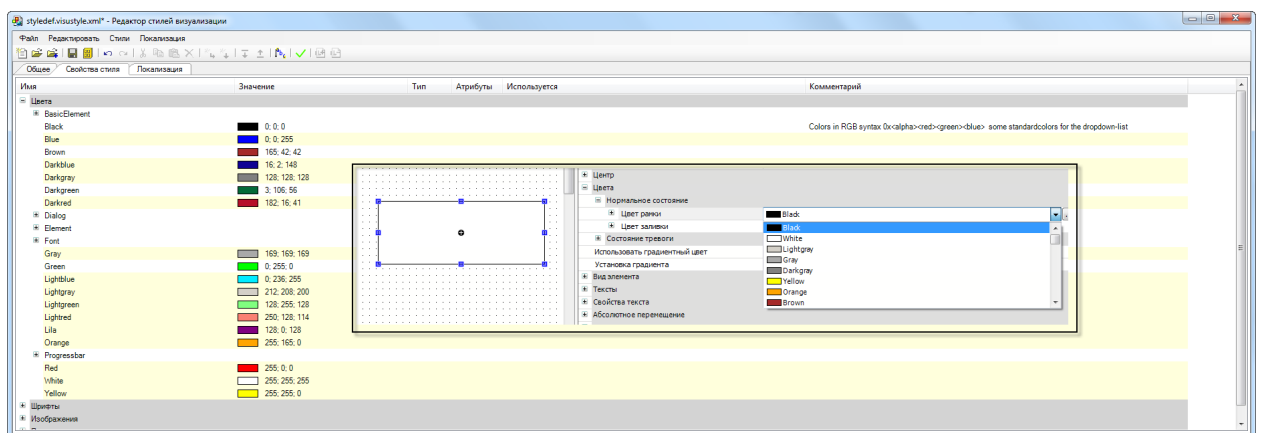 styledef.visustyle.xml* - Редактор стилей визуализации
Файл Редактировать Стили Локализация
Общее Свойства стиля Локализация
Имя Значение Тип Атрибуты Используется Комментарий
Цвета
BasicElement
Black 0; 0; 0 Colors in RGB syntax 0x<alpha><red><green><blue> some standardcolors for the dropdown-list
Blue 0; 0; 255
Brown 165; 42; 42
Darkblue 16; 2; 148
Darkgray 128; 128; 128
Darkgreen 3; 106; 56
Darkred 182; 16; 41
Dialog
Element
Font
Gray 169; 169; 169
Green 0; 255; 0
Lightblue 0; 236; 255
Lightgray 212; 208; 200
Lightgreen 128; 255; 128
Lightred 250; 128; 114
Lila 128; 0; 128
Orange 255; 165; 0
Progressbar
Red 255; 0; 0
White 255; 255; 255
Yellow 255; 255; 0
Шрифты
Изображения
Центр
Цвета
Нормальное состояние
Цвет рамки Black
Цвет заливки Black
Состояние тревоги White
Использовать градиентный цвет Lightgray
Установка градиента Gray
Вид элемента Darkgray
Тексты Yellow
Свойства текста Orange
Абсолютное перемещение Brown